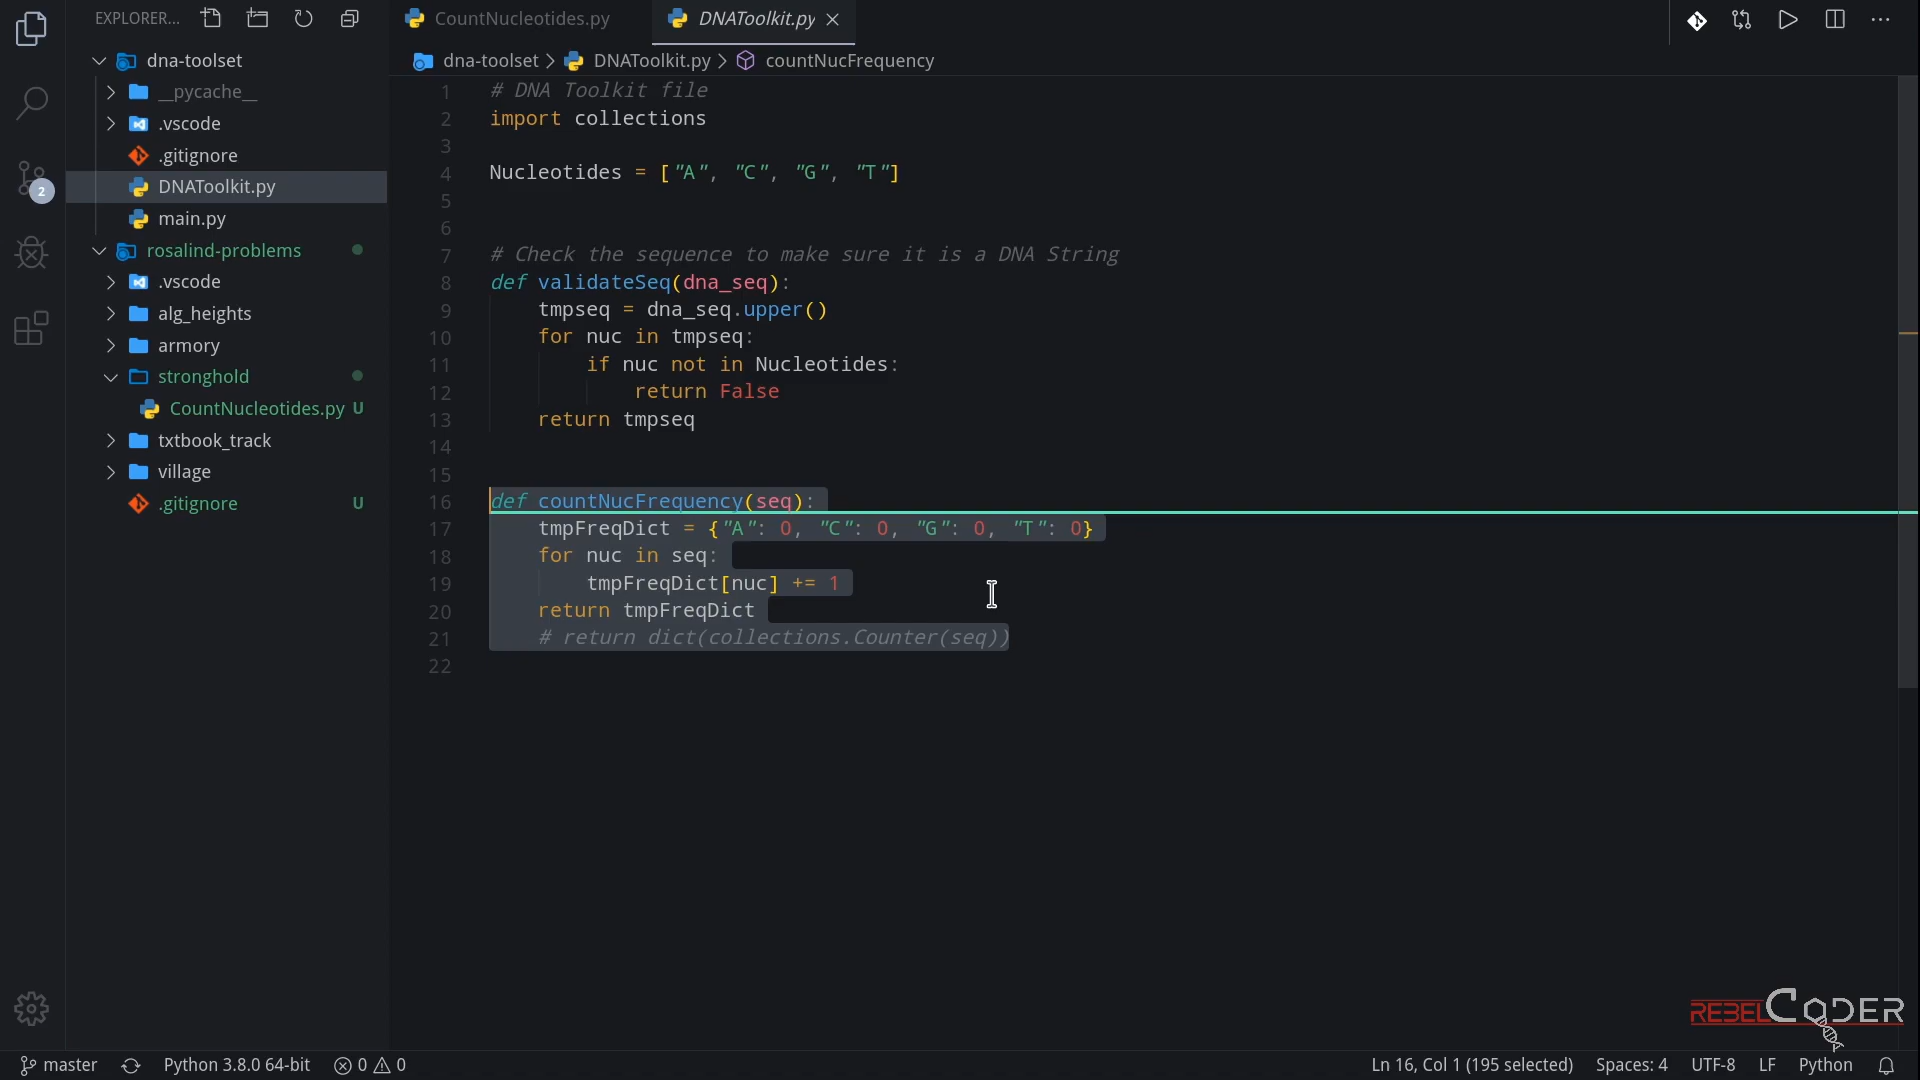 EXPLORER...
dna-toolset
__pycache__
.vscode
.gitignore
DNAToolkit.py
main.py
rosalind-problems
.vscode
alg_heights
armory
stronghold
CountNucleotides.py U
txtbook_track
village
.gitignore U
2
CountNucleotides.py
DNAToolkit.py
dna-toolset > DNAToolkit.py > countNucFrequency
1 # DNA Toolkit file
2 import collections
3
4 Nucleotides = ["A", "C", "G", "T"]
5
6
7 # Check the sequence to make sure it is a DNA String
8 def validateSeq(dna_seq):
9 tmpseq = dna_seq.upper()
10 for nuc in tmpseq:
11 if nuc not in Nucleotides:
12 return False
13 return tmpseq
14
15
16 def countNucFrequency(seq):
17 tmpFreqDict = {"A": 0, "C": 0, "G": 0, "T": 0}
18 for nuc in seq:
19 tmpFreqDict[nuc] += 1
20 return tmpFreqDict
21 # return dict(collections.Counter(seq))
22
REBELCODER
master Python 3.8.0 64-bit 0 0 Ln 16, Col 1 (195 selected) Spaces: 4 UTF-8 LF Python